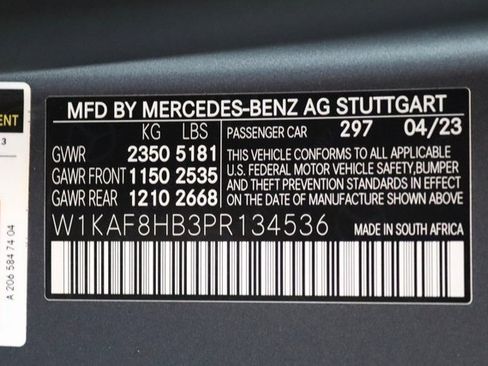 MFD BY MERCEDES-BENZ AG STUTTGART
KG LBS
GVWR 2350 5181
GAWR FRONT 1150 2535
GAWR REAR 1210 2668
PASSENGER CAR 297 04/23
THIS VEHICLE CONFORMS TO ALL APPLICABLE
U.S. FEDERAL MOTOR VEHICLE SAFETY,BUMPER
AND THEFT PREVENTION STANDARDS IN EFFECT
ON THE DATE OF MANUFACTURE SHOWN ABOVE
W1KAF8HB3PR134536
MADE IN SOUTH AFRICA
ENT
3
A 206 584 74 04